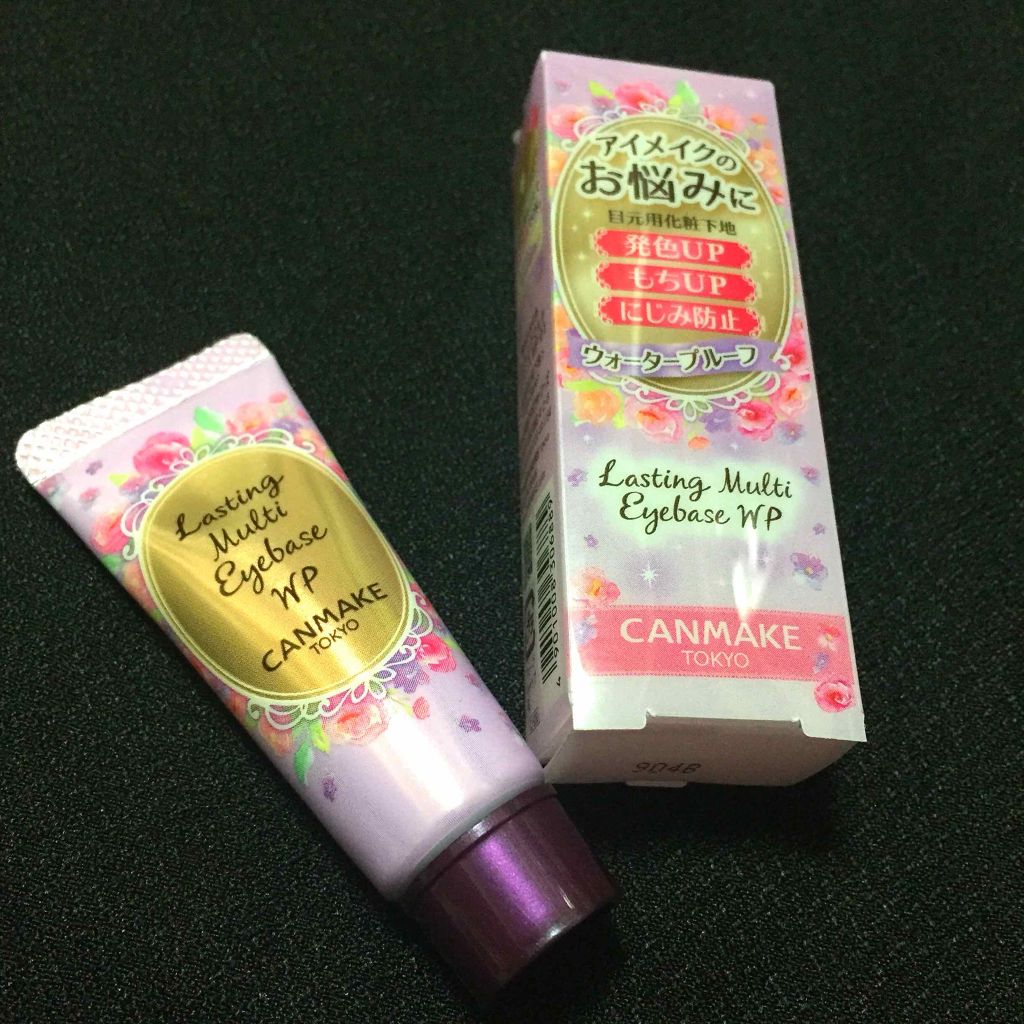 Lasting
Multi
Eyebase
WP
CANMAKE
TOKYO
アイメイクの
お悩みに
目元用化粧下地
発色UP
もちUP
にじみ防止
ウォータープルーフ
Lasting Multi
Eyebase WP
CANMAKE
TOKYO
9D4B